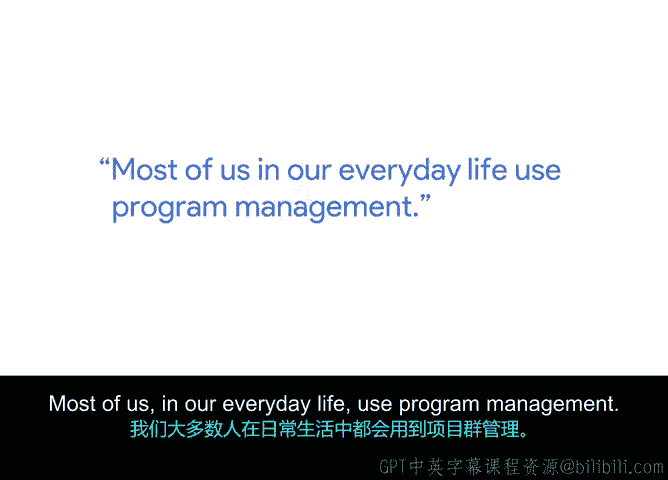 “Most of us in our everyday life use
program management.”
Most of us, in our everyday life, use program management.
我们大多数人在日常生活中都会用到项目群管理。
GPT中英字幕课程资源@bilibili.com